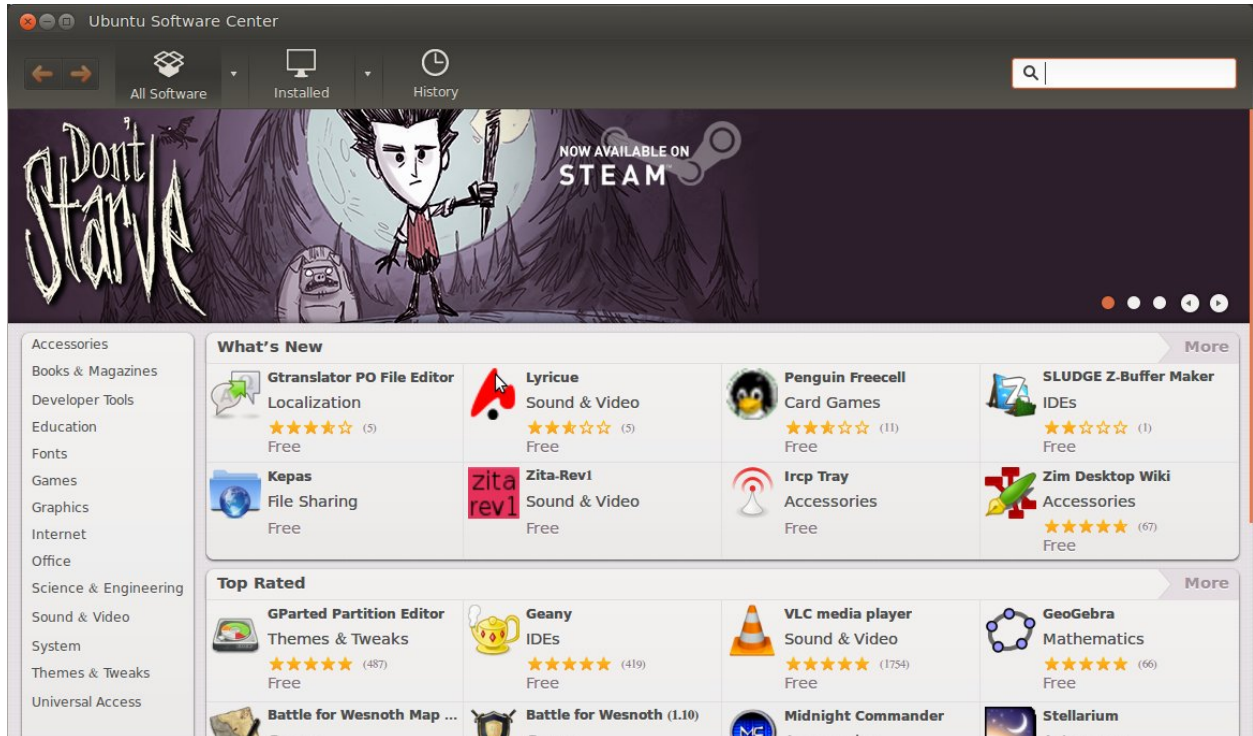 Ubuntu Software Center
All Software
Installed
History
Don't
Starve
NOW AVAILABLE ON
STEAM
Accessories
Books & Magazines
Developer Tools
Education
Fonts
Games
Graphics
Internet
Office
Science & Engineering
Sound & Video
System
Themes & Tweaks
Universal Access
What's New
More
Gtranslator PO File Editor
Localization
(5)
Free
Lyricue
Sound & Video
(5)
Free
Penguin Freecell
Card Games
(11)
Free
SLUDGE Z-Buffer Maker
IDEs
(1)
Free
Kepas
File Sharing
Free
zita
rev1
Zita-Rev1
Sound & Video
Free
Ircp Tray
Accessories
Free
Zim Desktop Wiki
Accessories
(67)
Free
Top Rated
More
GParted Partition Editor
Themes & Tweaks
(487)
Free
Geany
IDEs
(419)
Free
VLC media player
Sound & Video
(1754)
Free
GeoGebra
Mathematics
(66)
Free
Battle for Wesnoth Map ...
Battle for Wesnoth (1.10)
Midnight Commander
Stellarium